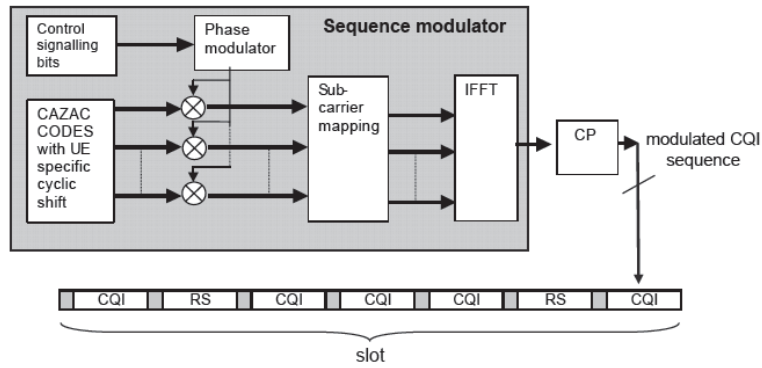 Sequence modulator
Control
signalling
bits
Phase
modulator
CAZAC
CODES
with UE
specific
cyclic
shift
Sub-
carrier
mapping
IFFT
CP
modulated CQI
sequence
CQI RS CQI CQI CQI RS CQI
slot